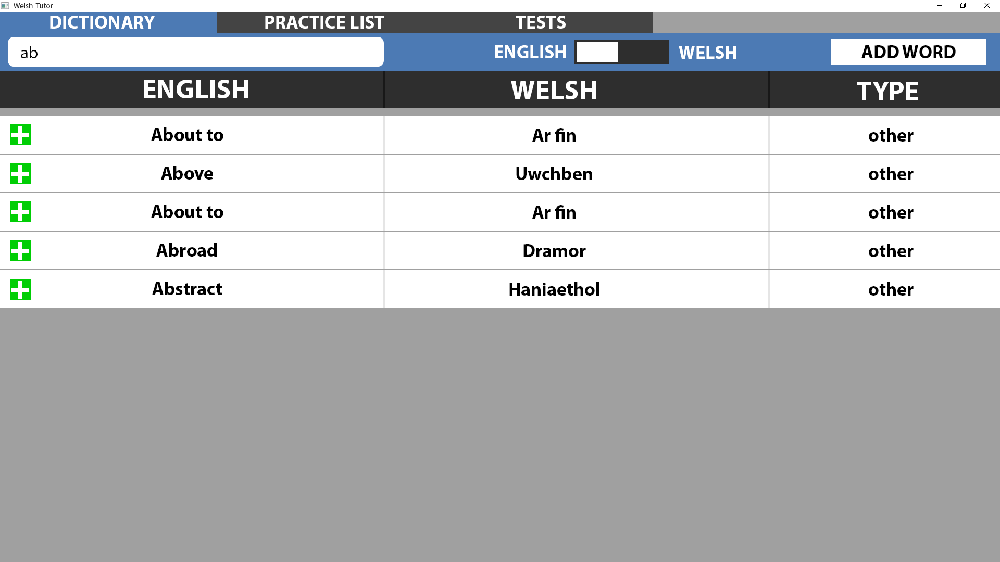 Welsh Tutor
DICTIONARY PRACTICE LIST TESTS
ab ENGLISH WELSH ADD WORD
ENGLISH WELSH TYPE
About to Ar fin other
Above Uwchben other
About to Ar fin other
Abroad Dramor other
Abstract Haniaethol other